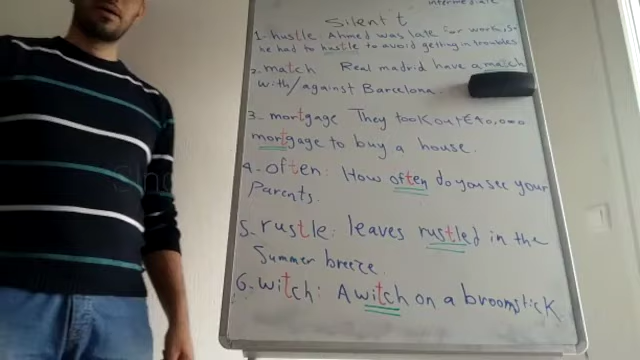 intermediate
Silent t
1- hustle Ahmed was late for work, so
he had to hustle to avoid getting in troubles
2- match Real madrid have a match
with/against Barcelona.
3- mortgage They took out €90,000
mortgage to buy a house.
4- often: How often do you see your
Parents.
5- rustle: leaves rustled in the
Summer breeze.
6- witch: A witch on a broomstick